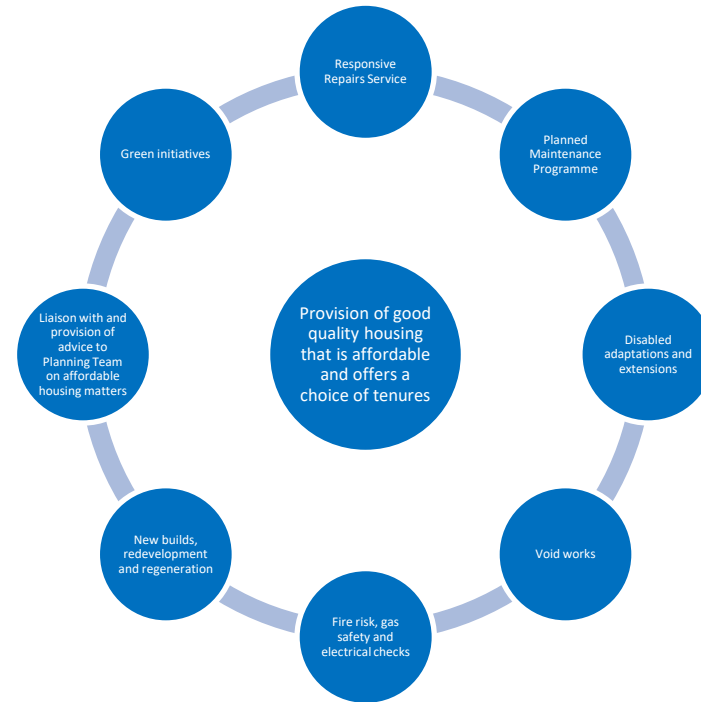 Responsive
Repairs Service
Planned
Maintenance
Programme
Disabled
adaptations and
extensions
Void works
Fire risk, gas
safety and
electrical checks
New builds,
redevelopment
and regeneration
Liaison with and
provision of
advice to
Planning Team
on affordable
housing matters
Green initiatives
Provision of good
quality housing
that is affordable
and offers a
choice of tenures